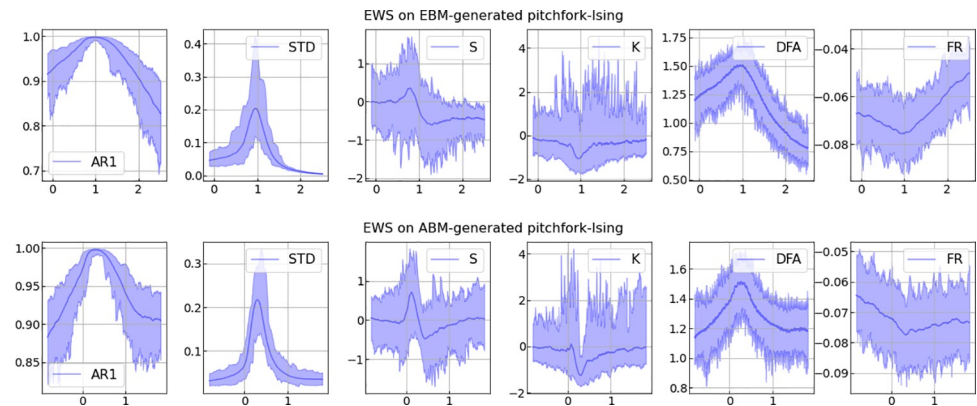 EWS on EBM-generated pitchfork-Ising
1.0
0.9
0.8
0.7
AR1
0 1 2
0.4
0.3
0.2
0.1
0.0
STD
0 1 2
1
0
−1
S
0 1 2
4
2
0
−2
K
0 1 2
1.75
1.50
1.25
1.00
0.75
0.50
DFA
0 1 2
−0.04
−0.06
−0.08
FR
0 1 2
EWS on ABM-generated pitchfork-Ising
1.00
0.95
0.90
0.85
AR1
0 1
0.3
0.2
0.1
STD
0 1
1
0
−1
S
0 1
4
2
0
−2
K
0 1
1.6
1.4
1.2
1.0
0.8
DFA
0 1
−0.05
−0.06
−0.07
−0.08
−0.09
FR
0 1